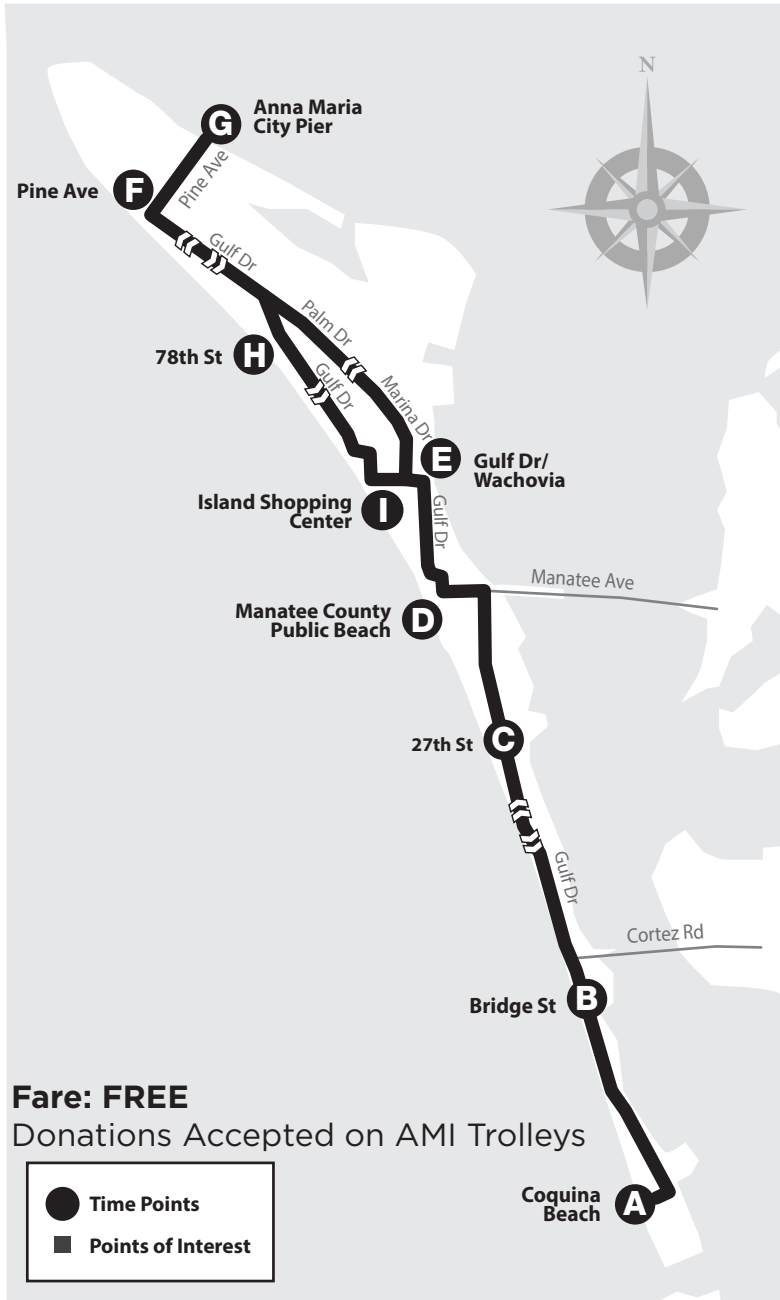 N
G
Anna Maria
City Pier
Pine Ave
F
Pine Ave
Gulf Dr
Palm Dr
78th St
H
Gulf Dr
Marina Dr
E
Gulf Dr/
Wachovia
Island Shopping
Center
I
Gulf Dr
Manatee Ave
Manatee County
Public Beach
D
27th St
C
Gulf Dr
Cortez Rd
Bridge St
B
Fare: FREE
Donations Accepted on AMI Trolleys
Time Points
Points of Interest
Coquina
Beach
A